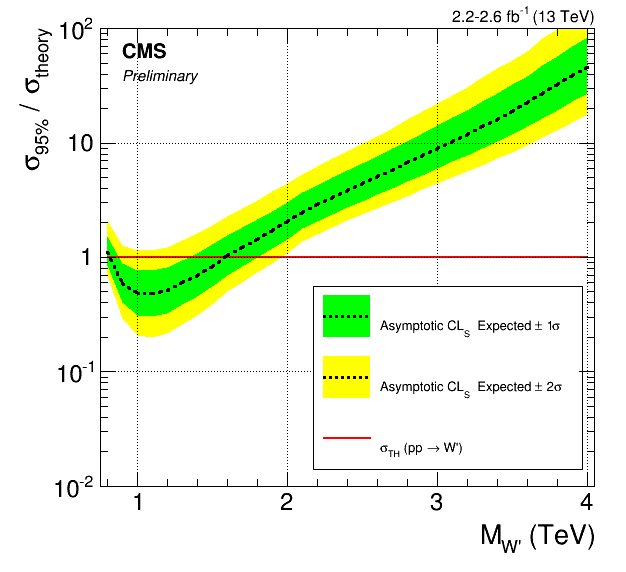 2.2-2.6 fb⁻¹ (13 TeV)
CMS
Preliminary
σ95% / σtheory
10²
10
1
10⁻¹
10⁻²
Asymptotic CLS Expected ± 1σ
Asymptotic CLS Expected ± 2σ
σTH (pp → W')
1 2 3 4
MW' (TeV)